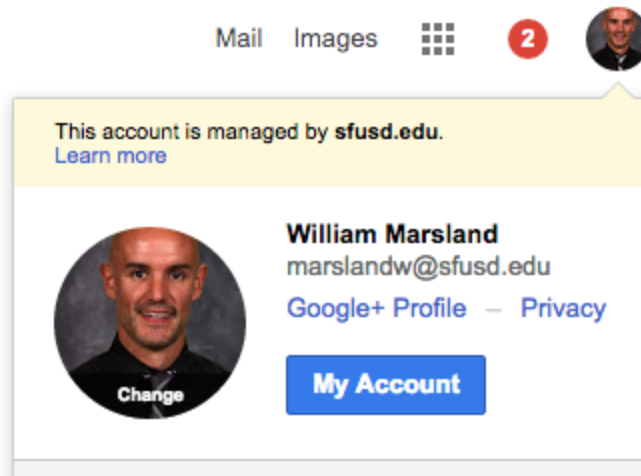 Mail Images 2
This account is managed by sfusd.edu.
Learn more
William Marsland
marslandw@sfusd.edu
Google+ Profile – Privacy
Change
My Account